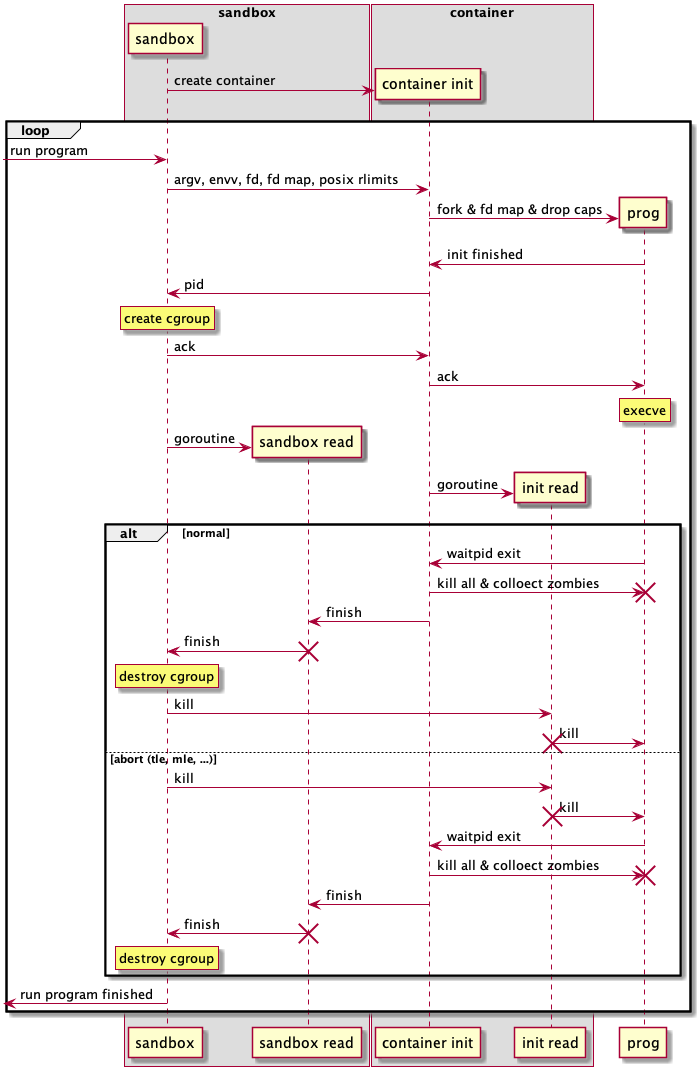 sandbox
container
sandbox
create container
container init
loop
run program
argv, envv, fd, fd map, posix rlimits
fork & fd map & drop caps
prog
init finished
pid
create cgroup
ack
ack
execve
goroutine
sandbox read
goroutine
init read
alt
[normal]
waitpid exit
kill all & colloect zombies
finish
finish
destroy cgroup
kill
kill
[abort (tle, mle, ...)]
kill
kill
waitpid exit
kill all & colloect zombies
finish
finish
destroy cgroup
run program finished
sandbox
sandbox read
container init
init read
prog